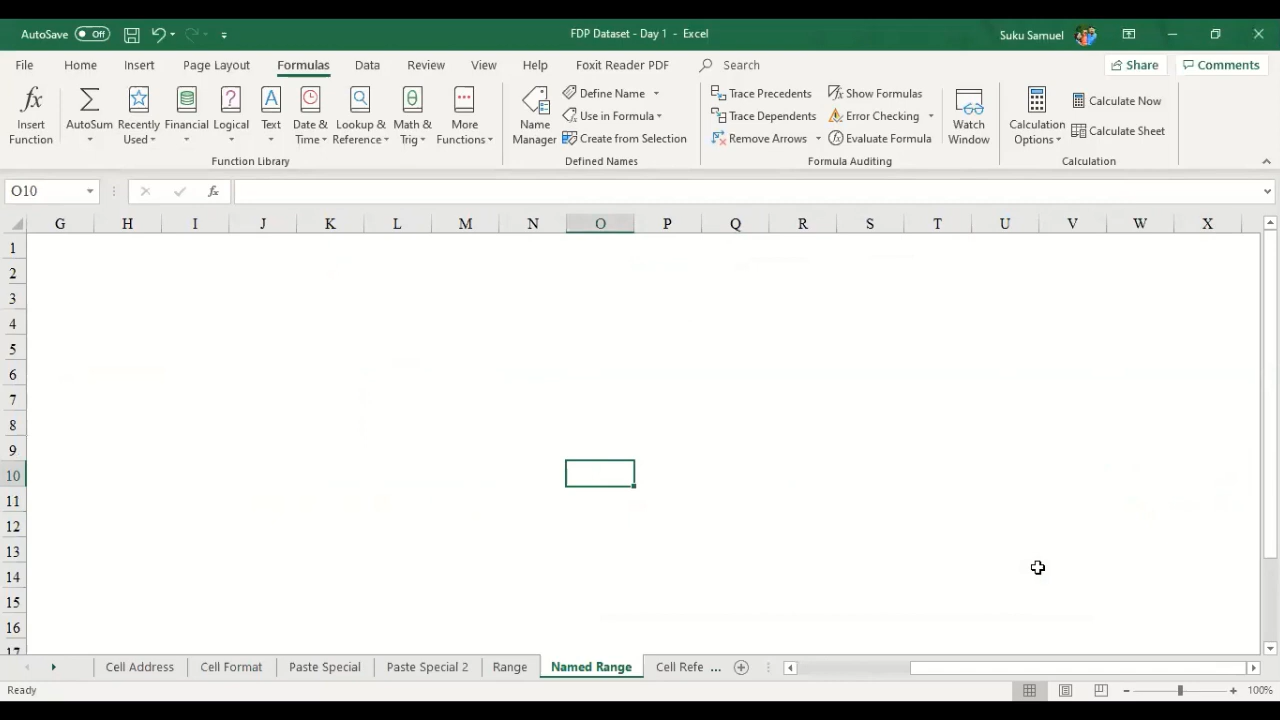 AutoSave Off
FDP Dataset - Day 1 - Excel
Suku Samuel
File Home Insert Page Layout Formulas Data Review View Help Foxit Reader PDF Search Share Comments
Insert Function
AutoSum
Recently Used
Financial
Logical
Text
Date & Time
Lookup & Reference
Math & Trig
More Functions
Function Library
Name Manager
Define Name
Use in Formula
Create from Selection
Defined Names
Trace Precedents
Trace Dependents
Remove Arrows
Show Formulas
Error Checking
Evaluate Formula
Formula Auditing
Watch Window
Calculation Options
Calculate Now
Calculate Sheet
Calculation
O10
fx
G H I J K L M N O P Q R S T U V W X
1
2
3
4
5
6
7
8
9
10
11
12
13
14
15
16
17
Cell Address Cell Format Paste Special Paste Special 2 Range Named Range Cell Refe ...
Ready
100%